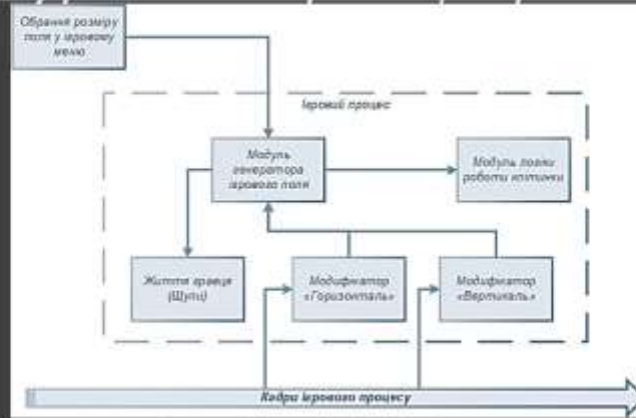 Обрання розміру
поля у ігровому
меню
Ігровий процес
Модуль
генератора
ігрового поля
Модуль логіки
роботи клітинки
Життя гравця
(Щупи)
Модифікатор
«Горизонталь»
Модифікатор
«Вертикаль»
Кадри ігрового процесу